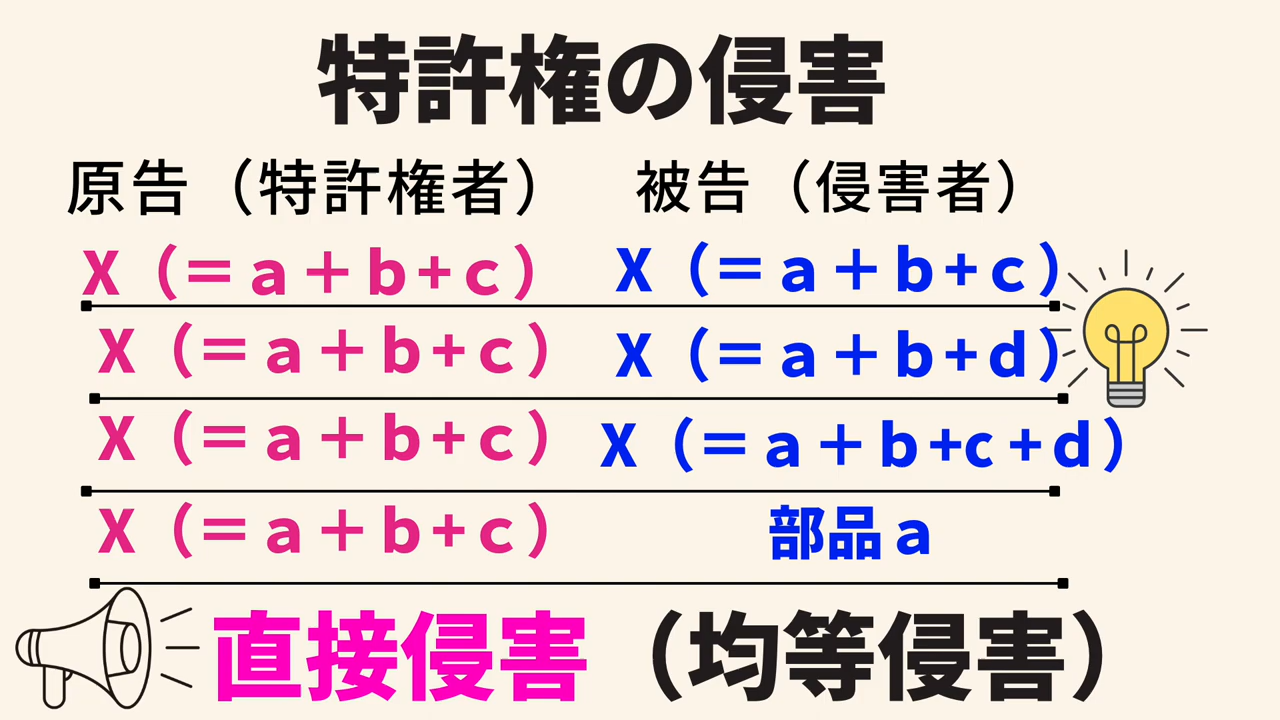 特許権の侵害
原告（特許権者） 被告（侵害者）
X（＝ａ＋ｂ+ｃ） X（＝ａ＋ｂ+ｃ）
X（＝ａ＋ｂ+ｃ） X（＝ａ＋ｂ+ｄ）
X（＝ａ＋ｂ+ｃ） X（＝ａ＋ｂ+ｃ+ｄ）
X（＝ａ＋ｂ+ｃ） 部品ａ
直接侵害（均等侵害）